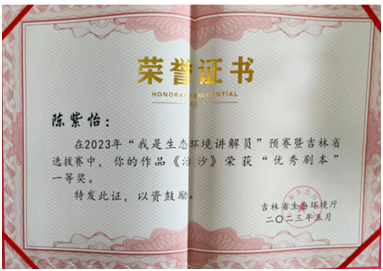 荣誉证书
陈紫怡：
在2023年“我是生态环境讲解员”预赛暨吉林省
选拔赛中，你的作品《治沙》荣获“优秀剧本”
一等奖。
特发此证，以资鼓励。
吉林省生态环境厅
二〇二三年五月